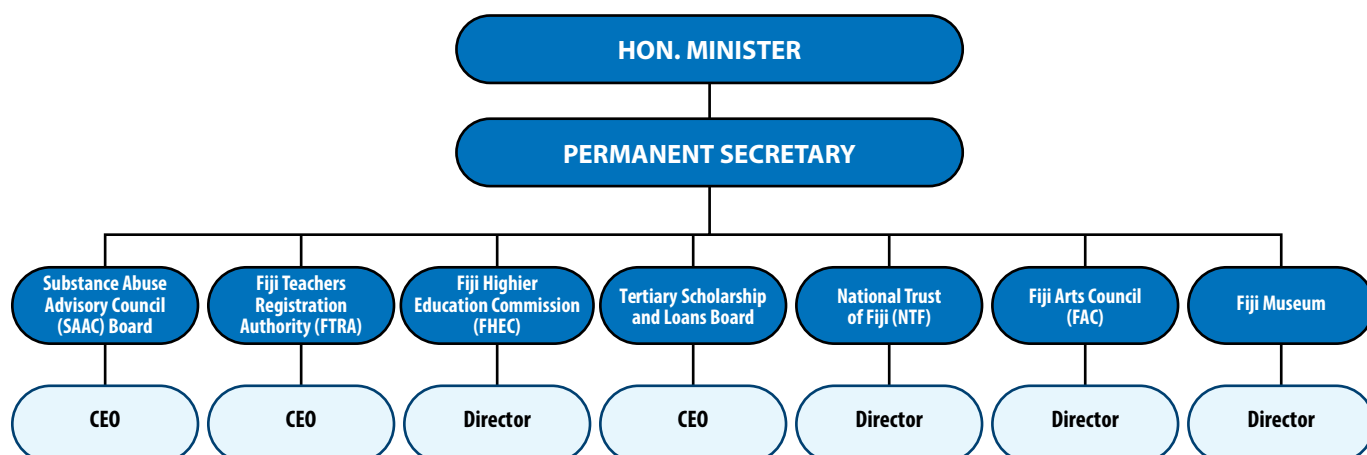 HON. MINISTER
PERMANENT SECRETARY
Substance Abuse
Advisory Council
(SAAC) Board
Fiji Teachers
Registration
Authority (FTRA)
Fiji Highier
Education Commission
(FHEC)
Tertiary Scholarship
and Loans Board
National Trust
of Fiji (NTF)
Fiji Arts Council
(FAC)
Fiji Museum
CEO
CEO
Director
CEO
Director
Director
Director